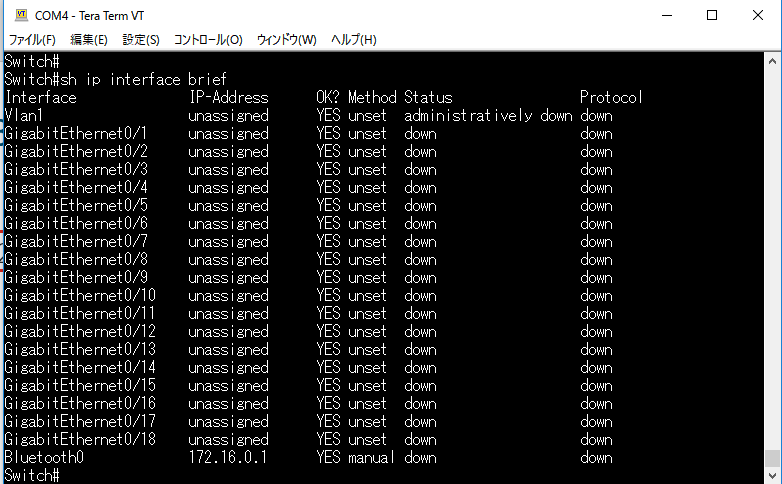 COM4 - Tera Term VT
ファイル(F) 編集(E) 設定(S) コントロール(O) ウィンドウ(W) ヘルプ(H)
Switch#
Switch#sh ip interface brief
Interface IP-Address OK? Method Status Protocol
Vlan1 unassigned YES unset administratively down down
GigabitEthernet0/1 unassigned YES unset down down
GigabitEthernet0/2 unassigned YES unset down down
GigabitEthernet0/3 unassigned YES unset down down
GigabitEthernet0/4 unassigned YES unset down down
GigabitEthernet0/5 unassigned YES unset down down
GigabitEthernet0/6 unassigned YES unset down down
GigabitEthernet0/7 unassigned YES unset down down
GigabitEthernet0/8 unassigned YES unset down down
GigabitEthernet0/9 unassigned YES unset down down
GigabitEthernet0/10 unassigned YES unset down down
GigabitEthernet0/11 unassigned YES unset down down
GigabitEthernet0/12 unassigned YES unset down down
GigabitEthernet0/13 unassigned YES unset down down
GigabitEthernet0/14 unassigned YES unset down down
GigabitEthernet0/15 unassigned YES unset down down
GigabitEthernet0/16 unassigned YES unset down down
GigabitEthernet0/17 unassigned YES unset down down
GigabitEthernet0/18 unassigned YES unset down down
Bluetooth0 172.16.0.1 YES manual down down
Switch#